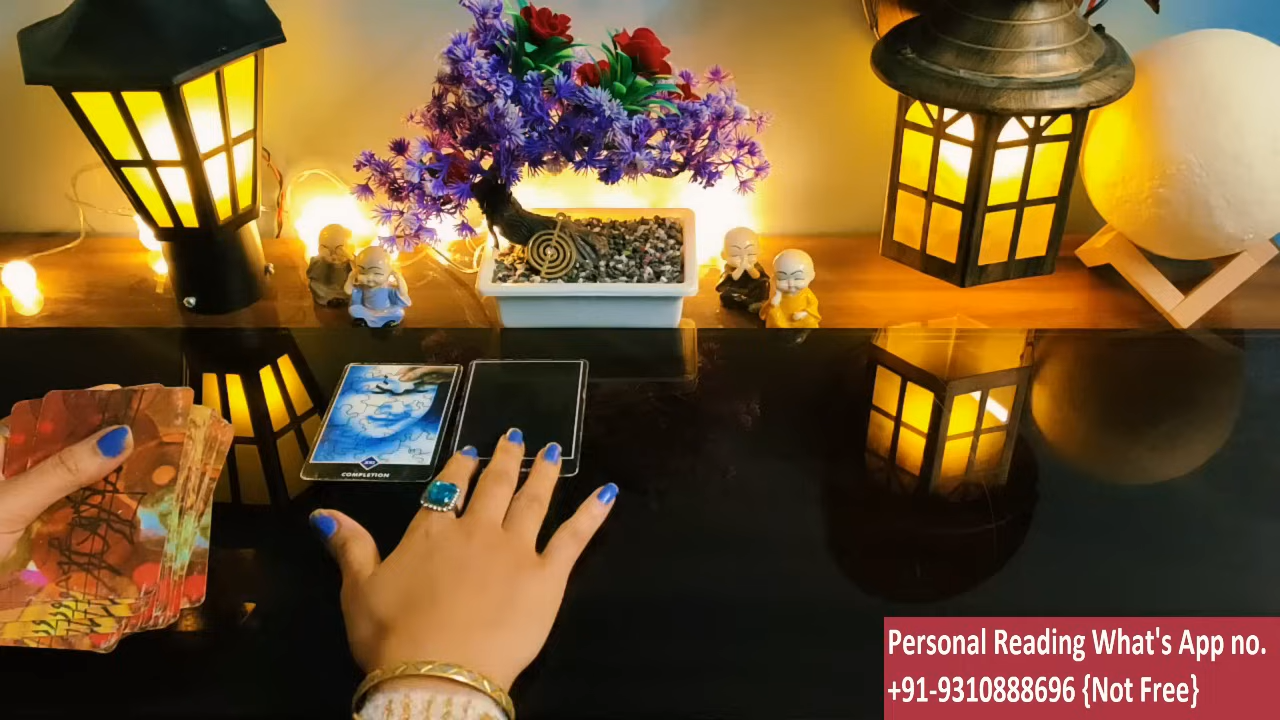 COMPLETION
Personal Reading What's App no.
+91-9310888696 {Not Free}